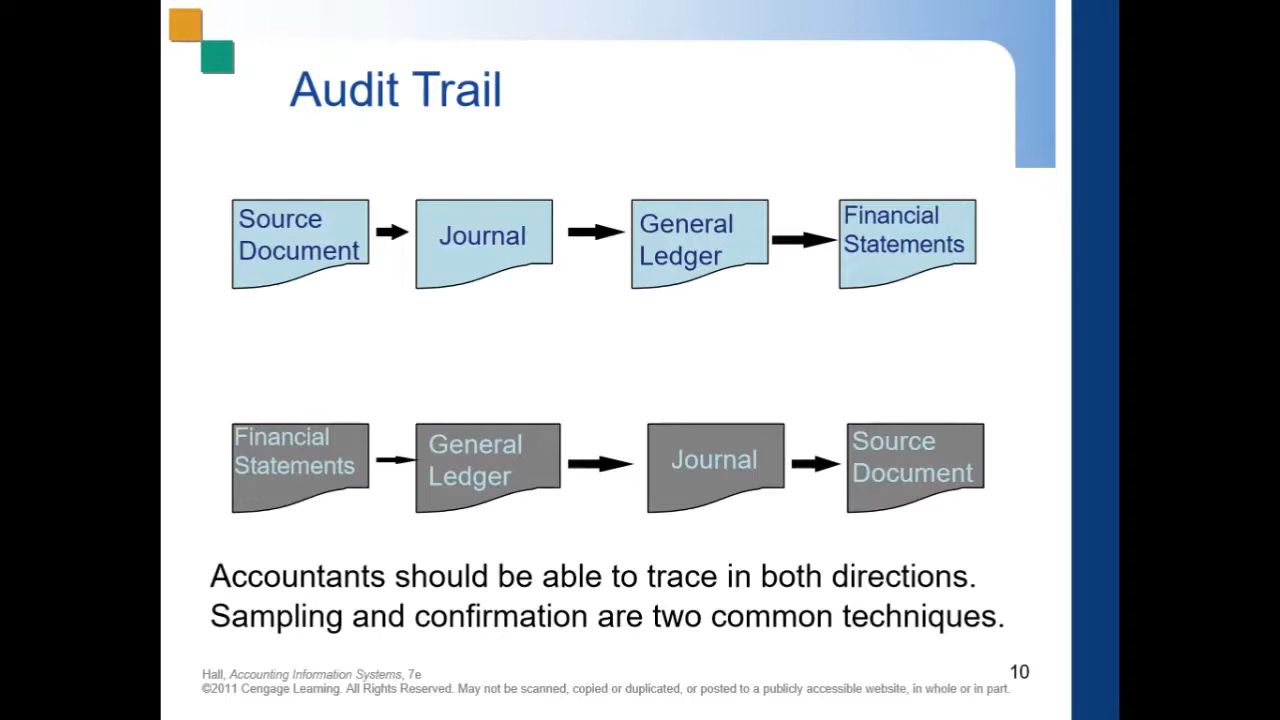 Audit Trail
Source
Document
Journal
General
Ledger
Financial
Statements
Financial
Statements
General
Ledger
Journal
Source
Document
Accountants should be able to trace in both directions.
Sampling and confirmation are two common techniques.
Hall, Accounting Information Systems, 7e
©2011 Cengage Learning. All Rights Reserved. May not be scanned, copied or duplicated, or posted to a publicly accessible website, in whole or in part.
10